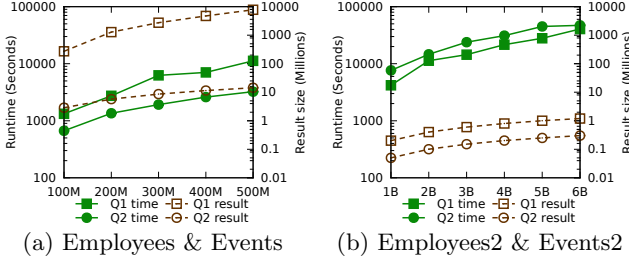 100000
10000
1000
100
Runtime (Seconds)
10000
1000
100
10
1
0.1
0.01
Result size (Millions)
100M 200M 300M 400M 500M
Q1 time Q1 result
Q2 time Q2 result
(a) Employees & Events
100000
10000
1000
100
Runtime (Seconds)
10000
1000
100
10
1
0.1
0.01
Result size (Millions)
1B 2B 3B 4B 5B 6B
Q1 time Q1 result
Q2 time Q2 result
(b) Employees2 & Events2